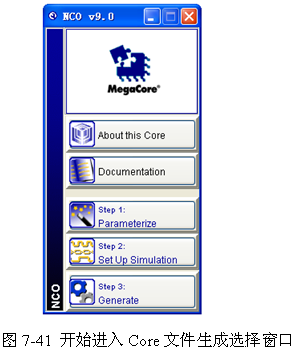 NCO v9.0
MegaCore®
About this Core
Documentation
Step 1:
Parameterize
Step 2:
Set Up Simulation
Step 3:
Generate
NCO
图 7-41 开始进入 Core 文件生成选择窗口